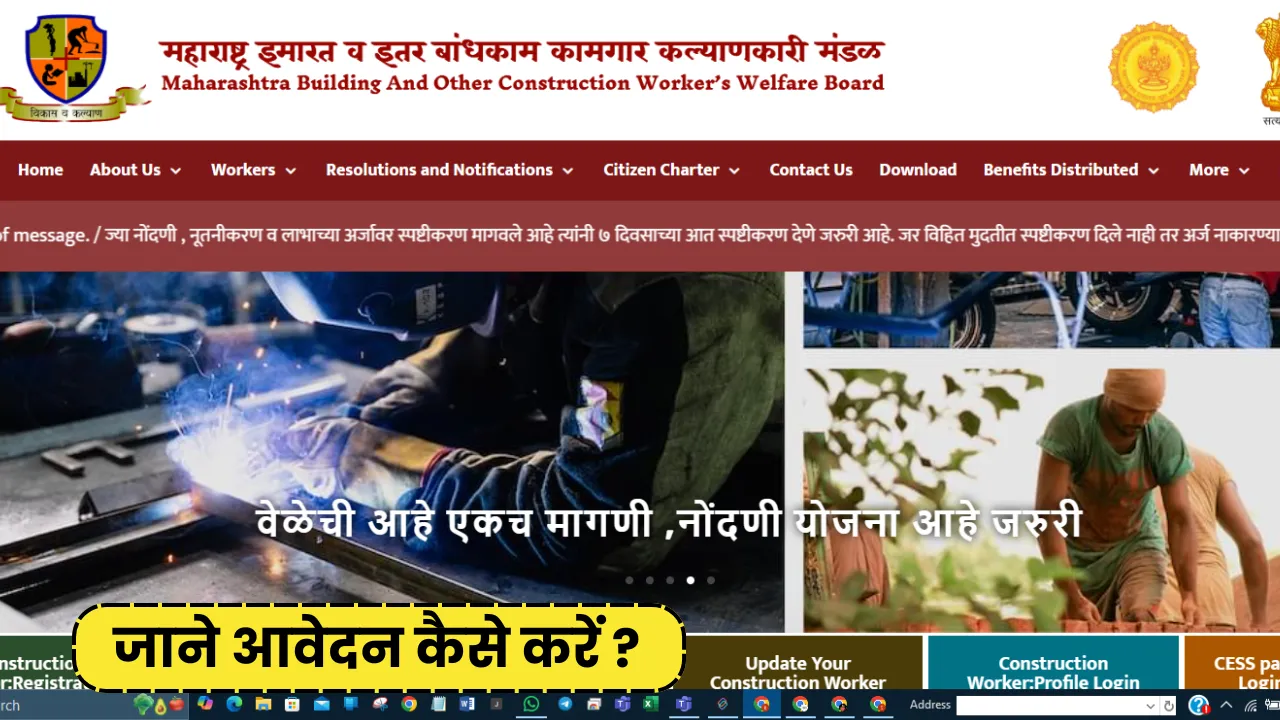 महाराष्ट्र इमारत व इतर बांधकाम कामगार कल्याणकारी मंडळ
Maharashtra Building And Other Construction Worker's Welfare Board
विकास व कल्याण
Home About Us Workers Resolutions and Notifications Citizen Charter Contact Us Download Benefits Distributed More
of message. / ज्या नोंदणी , नूतनीकरण व लाभाच्या अर्जावर स्पष्टीकरण मागवले आहे त्यांनी ७ दिवसाच्या आत स्पष्टीकरण देणे जरुरी आहे. जर विहित मुदतीत स्पष्टीकरण दिले नाही तर अर्ज नाकारण्या
वेळेची आहे एकच मागणी ,नोंदणी योजना आहे जरुरी
जाने आवेदन कैसे करें ?
Update Your
Construction Worker
Construction
Worker:Profile Login
CESS pa
Login
Address